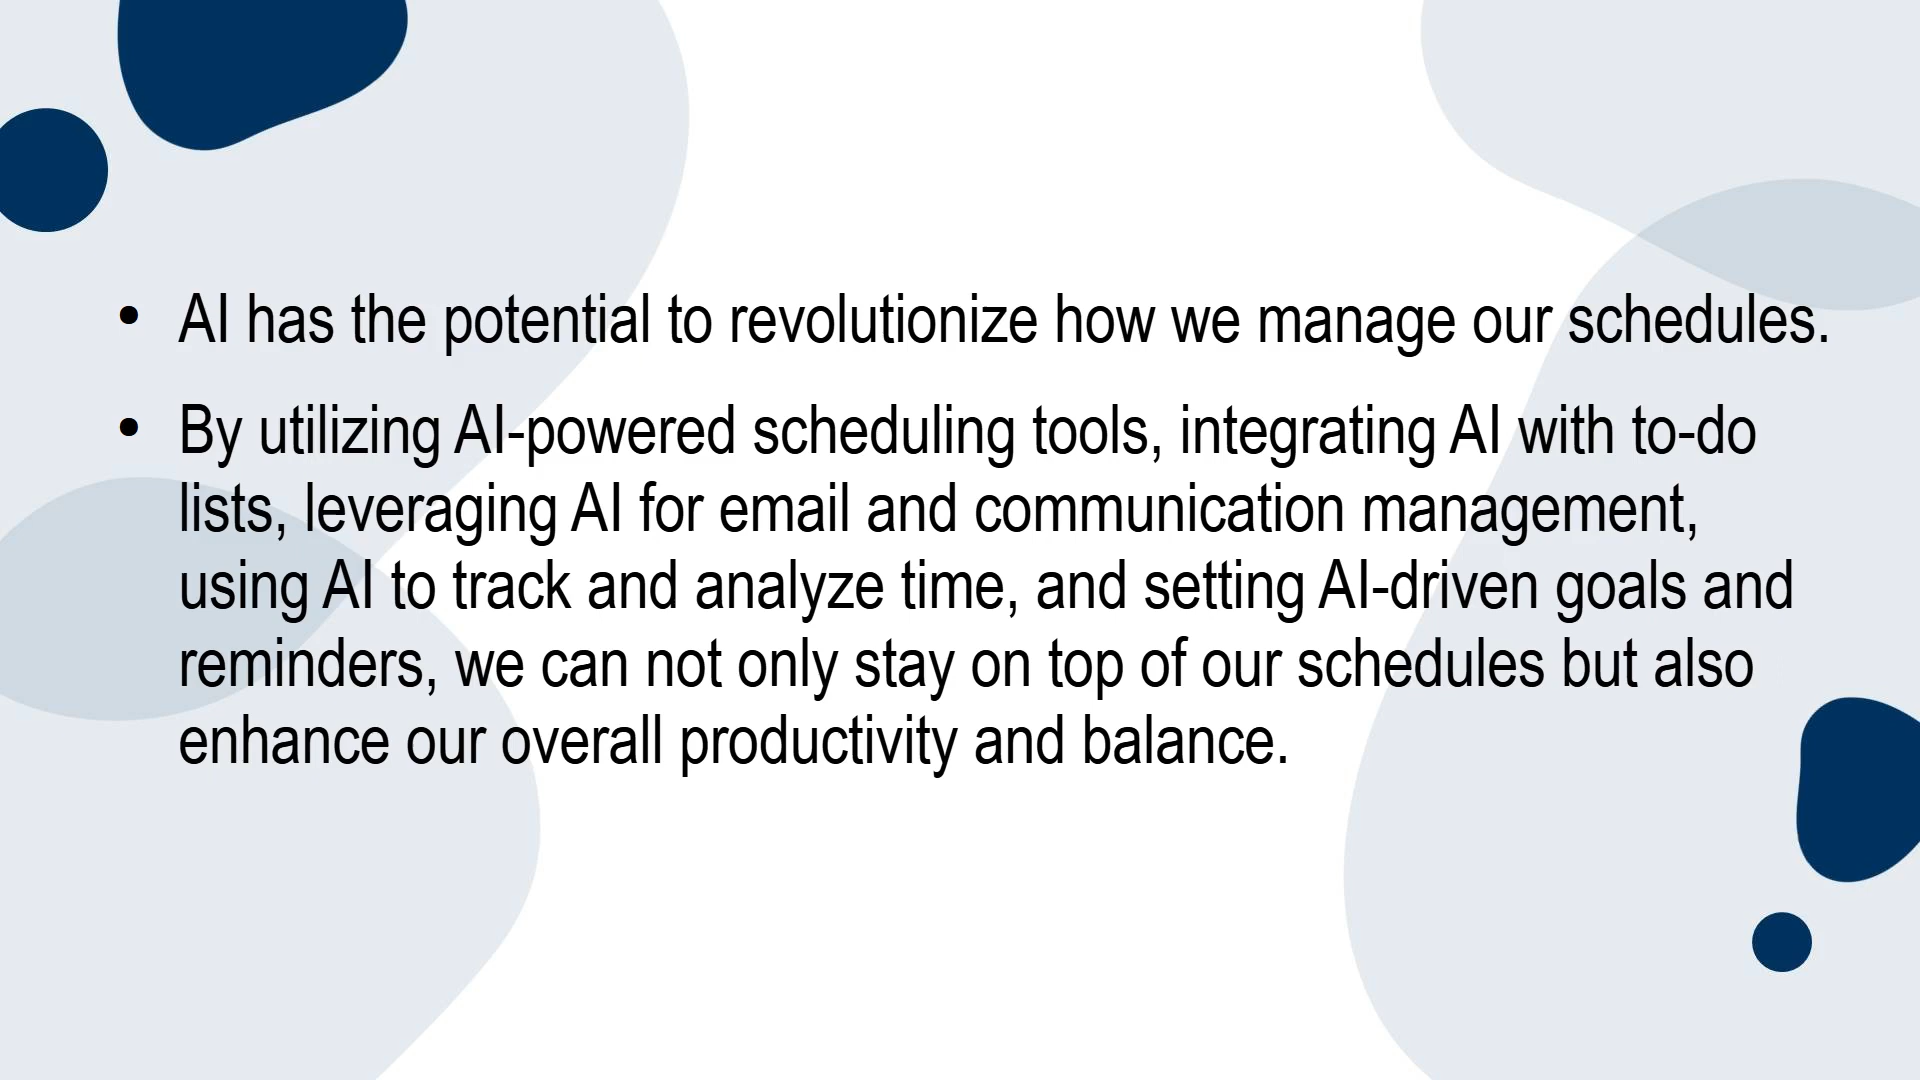 • AI has the potential to revolutionize how we manage our schedules.
• By utilizing AI-powered scheduling tools, integrating AI with to-do
lists, leveraging AI for email and communication management,
using AI to track and analyze time, and setting AI-driven goals and
reminders, we can not only stay on top of our schedules but also
enhance our overall productivity and balance.